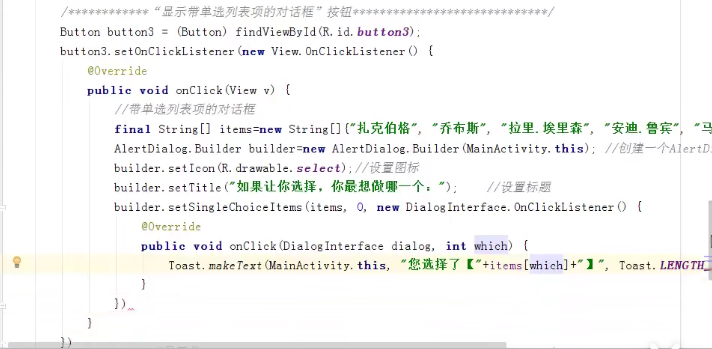 /************“显示带单选列表项的对话框”按钮*****************************/
Button button3 = (Button) findViewById(R.id.button3);
button3.setOnClickListener(new View.OnClickListener() {
@Override
public void onClick(View v) {
//带单选列表项的对话框
final String[] items=new String[]{"扎克伯格", "乔布斯", "拉里.埃里森", "安迪.鲁宾", "马
AlertDialog.Builder builder=new AlertDialog.Builder(MainActivity.this); //创建一个AlertDi
builder.setIcon(R.drawable.select);//设置图标
builder.setTitle("如果让你选择，你最想做哪一个："); //设置标题
builder.setSingleChoiceItems(items, 0, new DialogInterface.OnClickListener() {
@Override
public void onClick(DialogInterface dialog, int which) {
Toast.makeText(MainActivity.this, "您选择了【"+items[which]+"】", Toast.LENGTH_
}
})
}
})